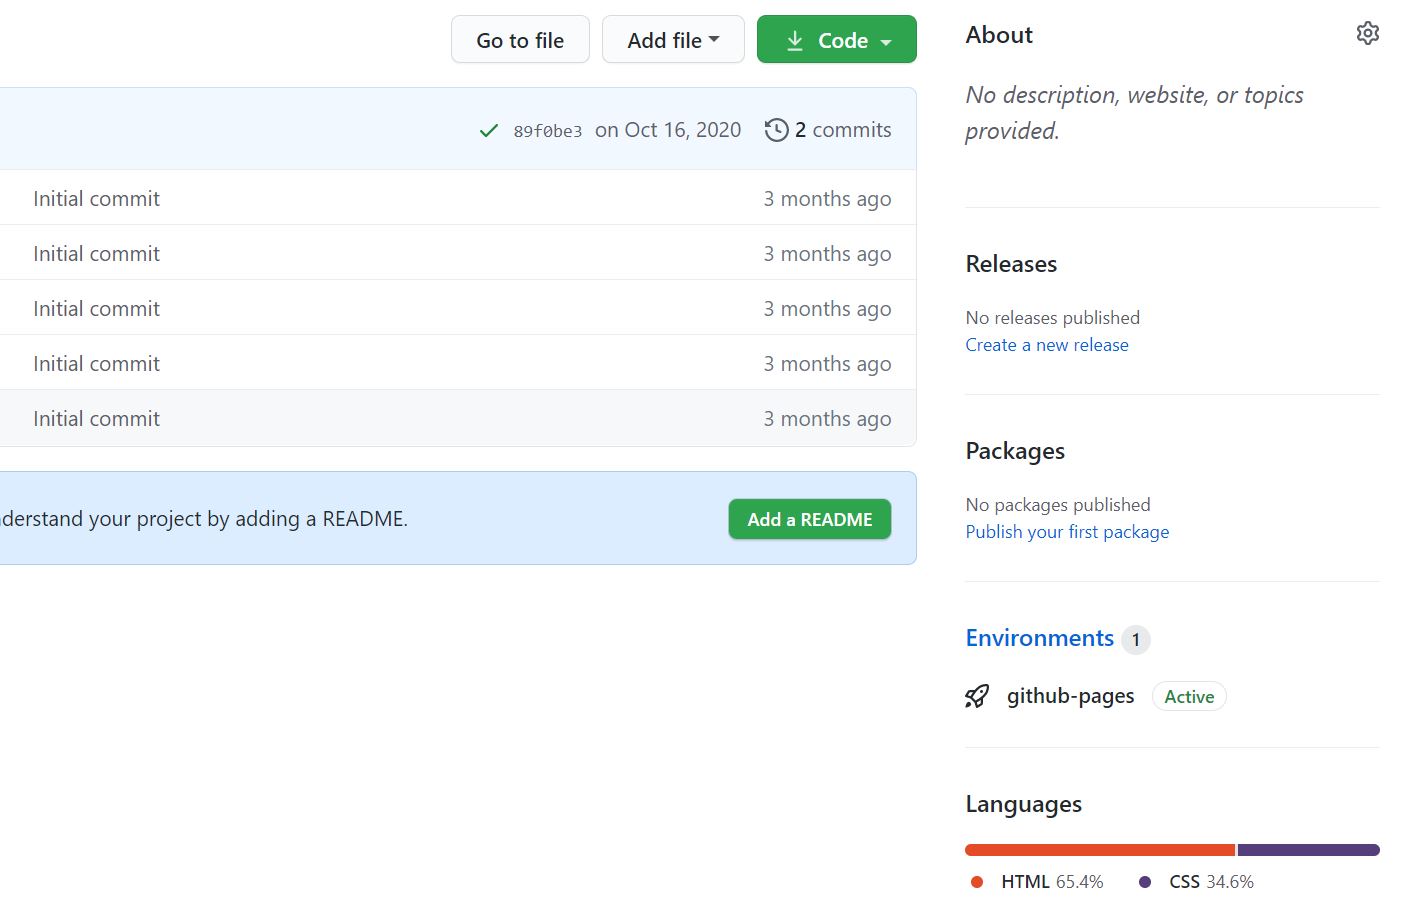 Go to file Add file Code
89f0be3 on Oct 16, 2020 2 commits
Initial commit 3 months ago
Initial commit 3 months ago
Initial commit 3 months ago
Initial commit 3 months ago
Initial commit 3 months ago
understand your project by adding a README. Add a README
About
No description, website, or topics
provided.
Releases
No releases published
Create a new release
Packages
No packages published
Publish your first package
Environments 1
github-pages Active
Languages
HTML 65.4% CSS 34.6%